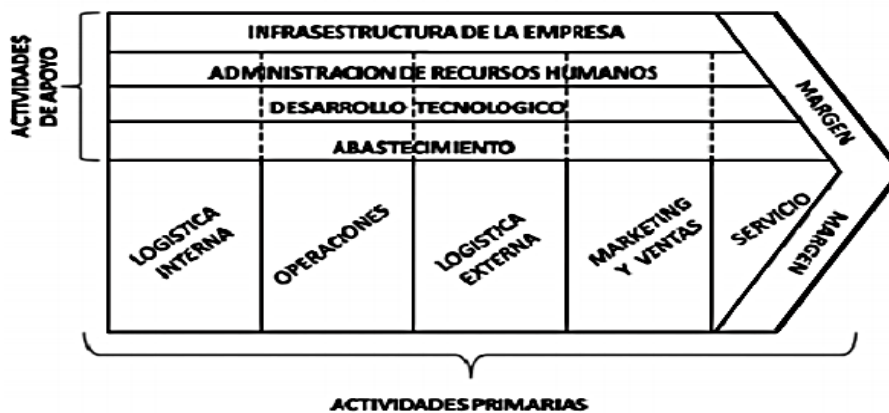 ACTIVIDADES
DE APOYO
INFRASESTRUCTURA DE LA EMPRESA
ADMINISTRACION DE RECURSOS HUMANOS
DESARROLLO TECNOLOGICO
ABASTECIMIENTO
MARGEN
LOGISTICA
INTERNA
OPERACIONES
LOGISTICA
EXTERNA
MARKETING
Y VENTAS
SERVICIO
MARGEN
ACTIVIDADES PRIMARIAS